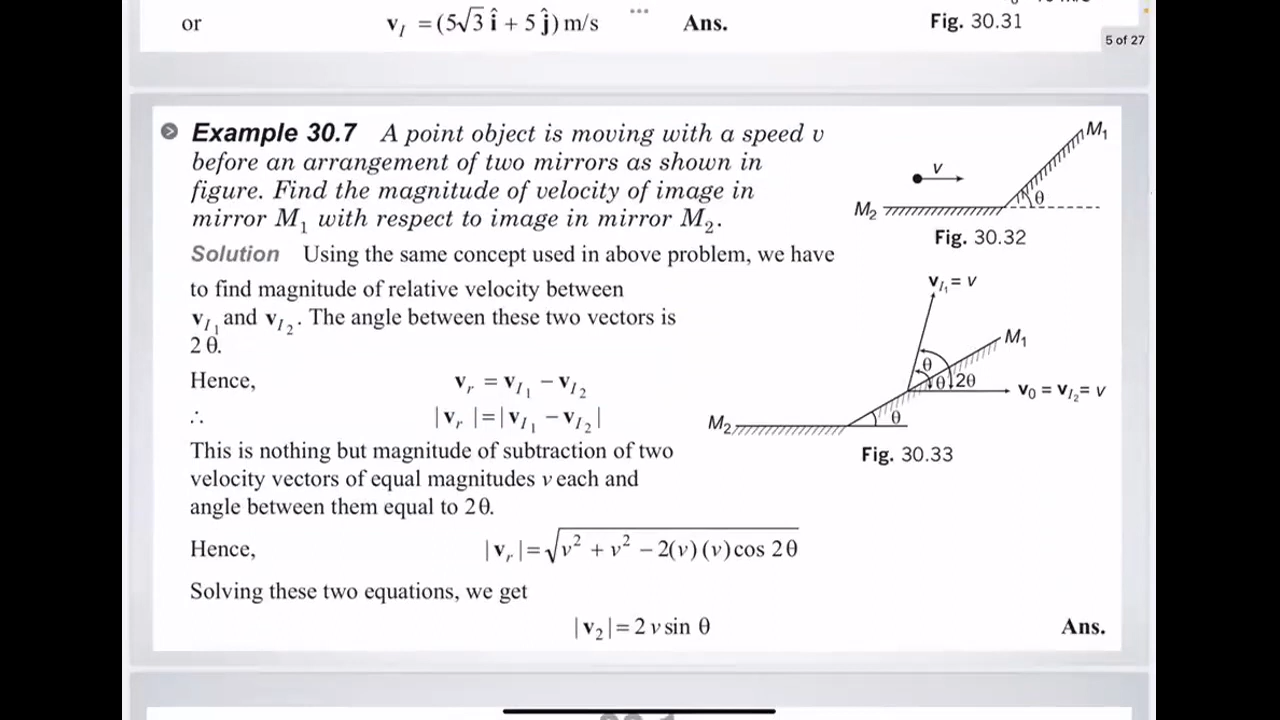 or v_I = (5√3 î + 5 ĵ) m/s Ans.
Fig. 30.31
5 of 27
Example 30.7 A point object is moving with a speed v
before an arrangement of two mirrors as shown in
figure. Find the magnitude of velocity of image in
mirror M₁ with respect to image in mirror M₂.
M₁
v
θ
M₂
Fig. 30.32
Solution Using the same concept used in above problem, we have
to find magnitude of relative velocity between
v_I₁ and v_I₂. The angle between these two vectors is
2θ.
Hence, v_r = v_I₁ − v_I₂
∴ |v_r| = |v_I₁ − v_I₂|
This is nothing but magnitude of subtraction of two
velocity vectors of equal magnitudes v each and
angle between them equal to 2θ.
v_I₁ = v
M₁
θ
θ 2θ
v₀ = v_I₂ = v
M₂
θ
Fig. 30.33
Hence, |v_r| = √(v² + v² − 2(v)(v) cos 2θ)
Solving these two equations, we get
|v₂| = 2 v sin θ Ans.